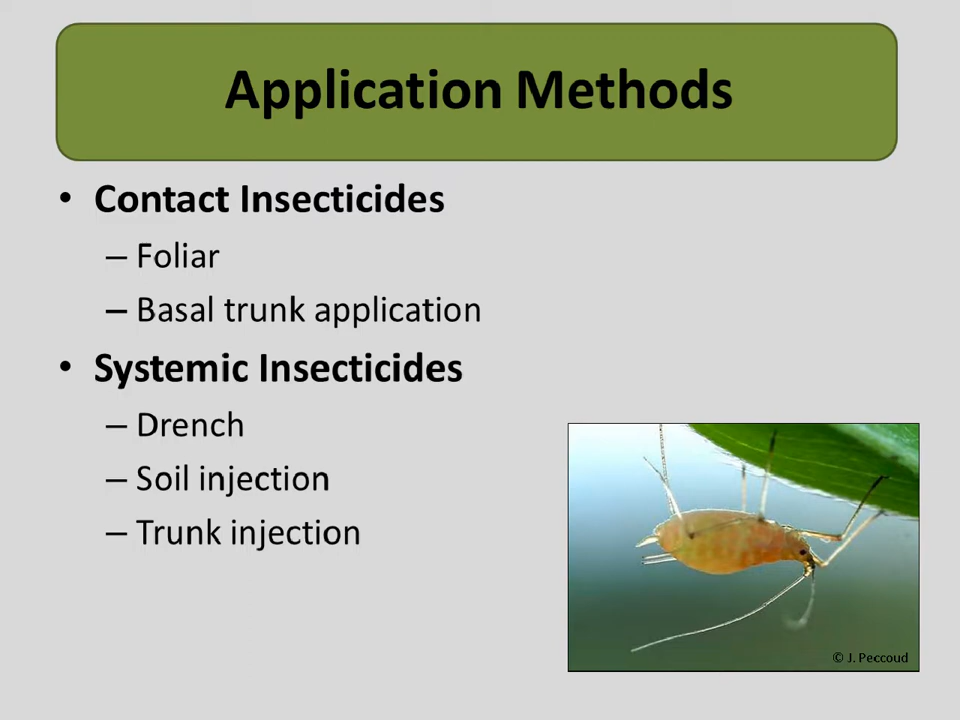 Application Methods
• Contact Insecticides
– Foliar
– Basal trunk application
• Systemic Insecticides
– Drench
– Soil injection
– Trunk injection
© J. Peccoud